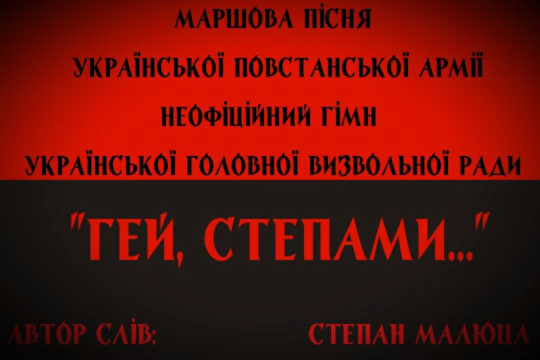 МАРШОВА ПІСНЯ
УКРАЇНСЬКОЇ ПОВСТАНСЬКОЇ АРМІЇ
НЕОФІЦІЙНИЙ ГІМН
УКРАЇНСЬКОЇ ГОЛОВНОЇ ВИЗВОЛЬНОЇ РАДИ
"ГЕЙ, СТЕПАМИ..."
АВТОР СЛІВ: СТЕПАН МАЛЮЦА